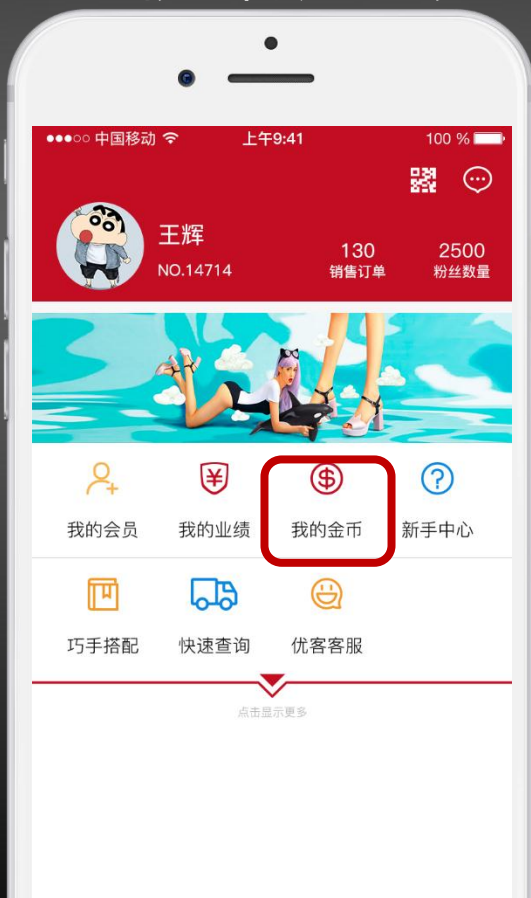 中国移动 上午9:41 100 %
王辉
NO.14714
130 2500
销售订单 粉丝数量
我的会员 我的业绩 我的金币 新手中心
巧手搭配 快速查询 优客客服
点击显示更多